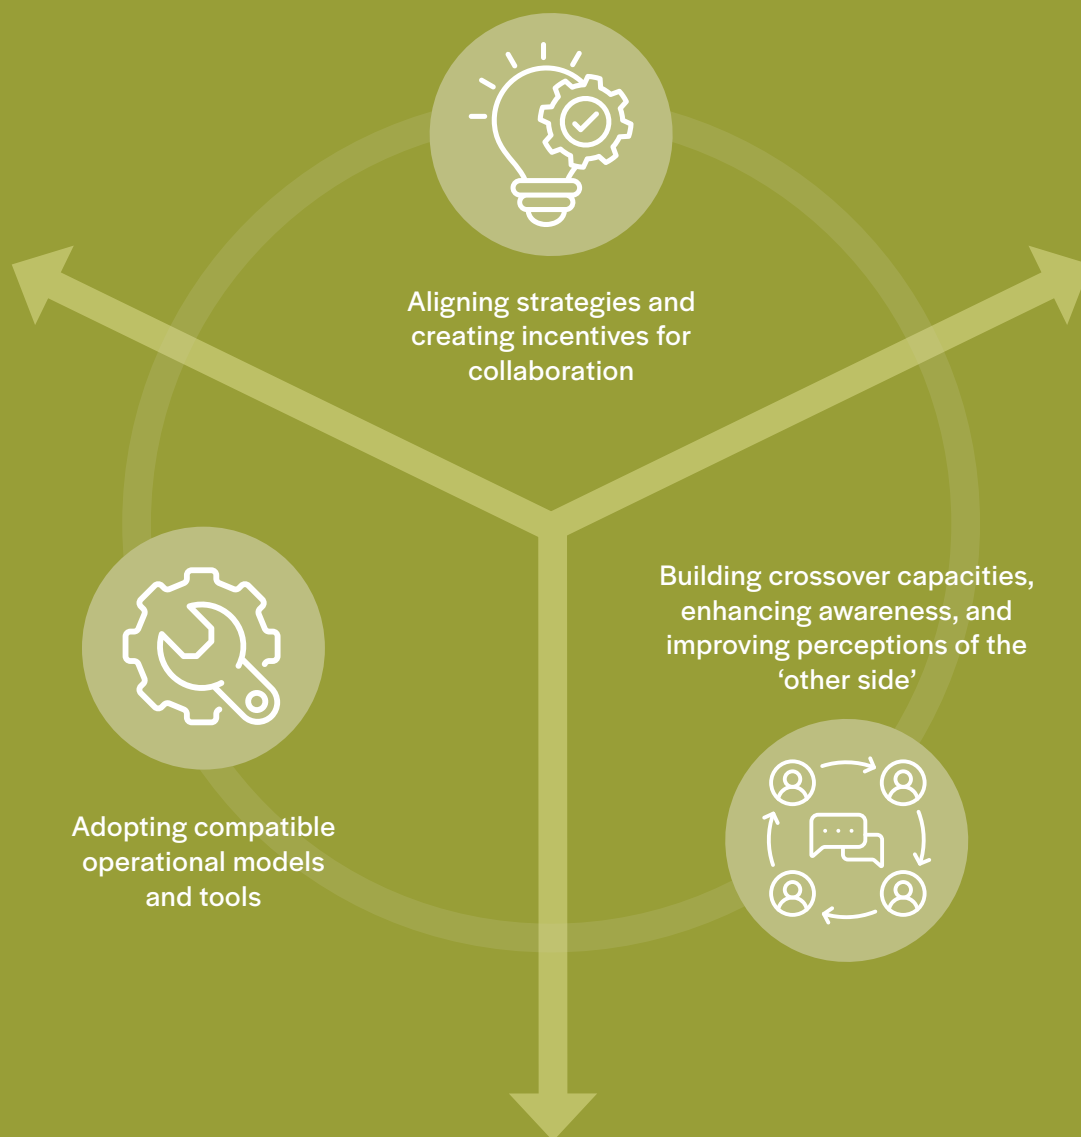 Aligning strategies and
creating incentives for
collaboration
Building crossover capacities,
enhancing awareness, and
improving perceptions of the
‘other side’
Adopting compatible
operational models
and tools